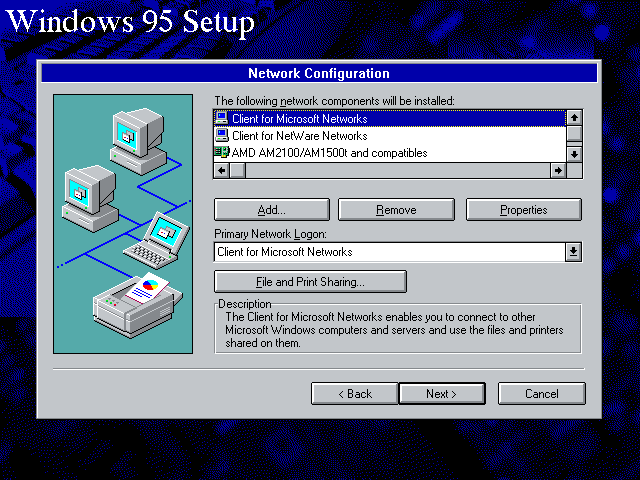 Windows 95 Setup
Network Configuration
The following network components will be installed:
Client for Microsoft Networks
Client for NetWare Networks
AMD AM2100/AM1500t and compatibles
Add...
Remove
Properties
Primary Network Logon:
Client for Microsoft Networks
File and Print Sharing...
Description
The Client for Microsoft Networks enables you to connect to other
Microsoft Windows computers and servers and use the files and printers
shared on them.
< Back
Next >
Cancel